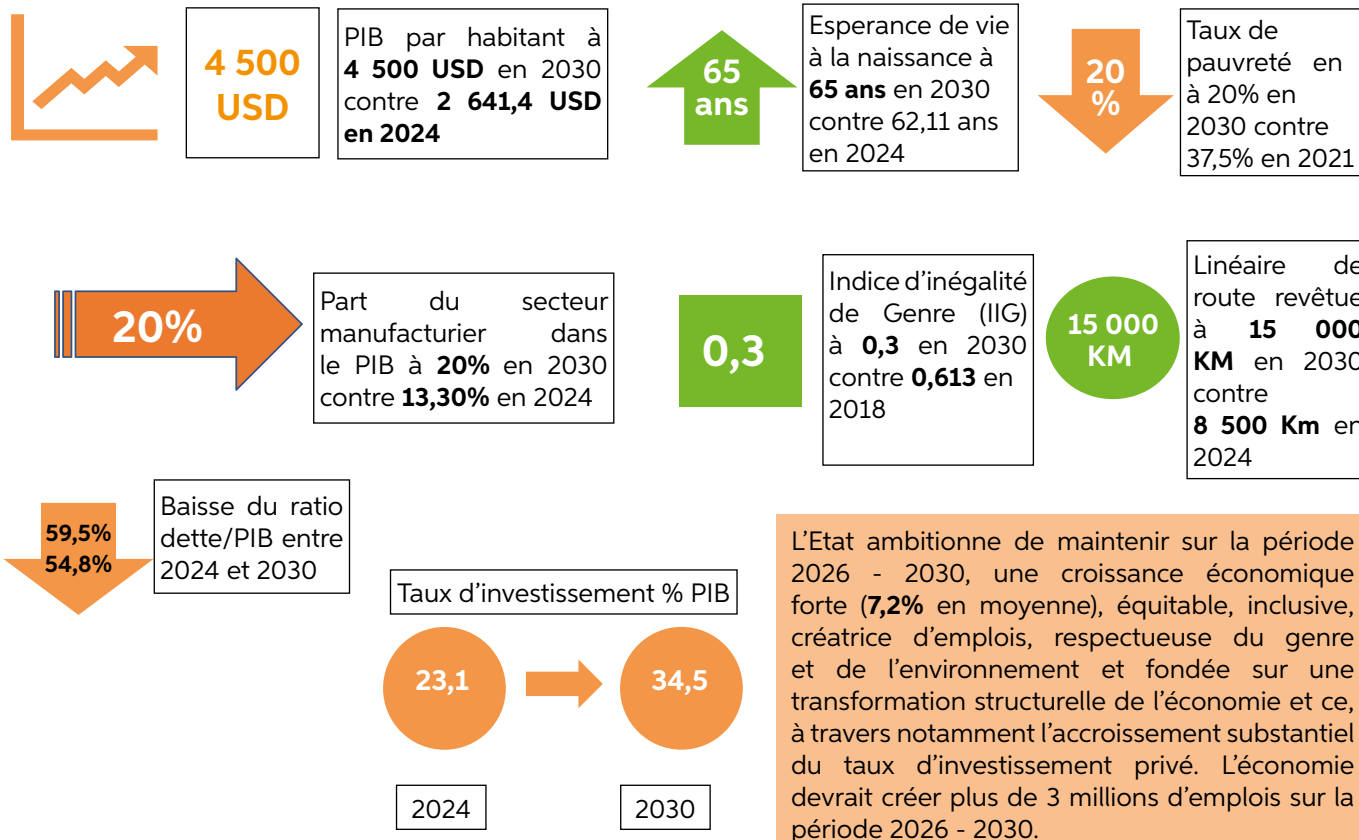 4 500
USD
PIB par habitant à
4 500 USD en 2030
contre 2 641,4 USD
en 2024
65
ans
Esperance de vie
à la naissance à
65 ans en 2030
contre 62,11 ans
en 2024
20
%
Taux de
pauvreté en
à 20% en
2030 contre
37,5% en 2021
20%
Part du secteur
manufacturier dans
le PIB à 20% en 2030
contre 13,30% en 2024
0,3
Indice d’inégalité
de Genre (IIG)
à 0,3 en 2030
contre 0,613 en
2018
15 000
KM
Linéaire de
route revêtue
à 15 000
KM en 2030
contre
8 500 Km en
2024
59,5%
54,8%
Baisse du ratio
dette/PIB entre
2024 et 2030
Taux d’investissement % PIB
23,1
34,5
2024
2030
L’Etat ambitionne de maintenir sur la période
2026 - 2030, une croissance économique
forte (7,2% en moyenne), équitable, inclusive,
créatrice d’emplois, respectueuse du genre
et de l’environnement et fondée sur une
transformation structurelle de l’économie et ce,
à travers notamment l’accroissement substantiel
du taux d’investissement privé. L’économie
devrait créer plus de 3 millions d’emplois sur la
période 2026 - 2030.